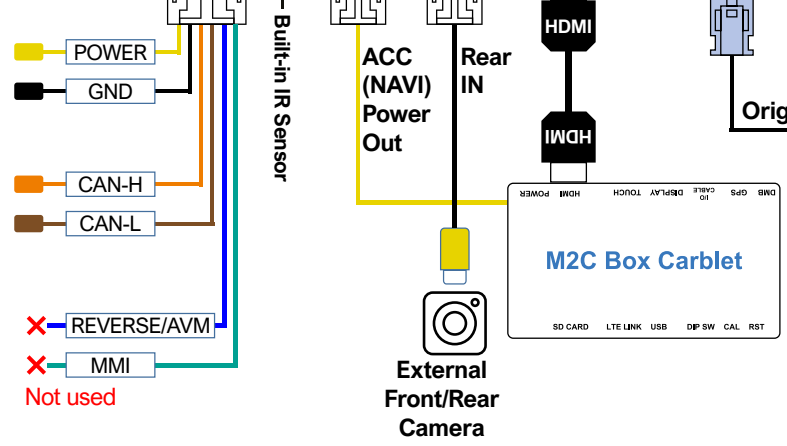 POWER
GND
CAN-H
CAN-L
REVERSE/AVM
MMI
Not used
Built-in IR Sensor
ACC
(NAVI)
Power
Out
Rear
IN
HDMI
HDMI
Orig
POWER HDMI TOUCH DISPLAY I/O CABLE GPS DMB
M2C Box Carblet
SD CARD LTE LINK USB DIP SW CAL RST
External
Front/Rear
Camera